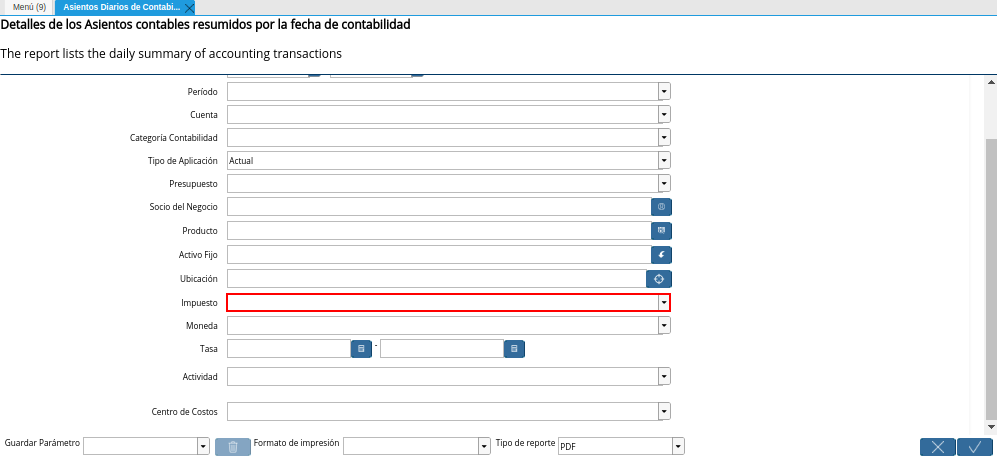 Menú (9)
Asientos Diarios de Contabi...
Detalles de los Asientos contables resumidos por la fecha de contabilidad
The report lists the daily summary of accounting transactions
Período
Cuenta
Categoría Contabilidad
Tipo de Aplicación Actual
Presupuesto
Socio del Negocio
Producto
Activo Fijo
Ubicación
Impuesto
Moneda
Tasa -
Actividad
Centro de Costos
Guardar Parámetro Formato de impresión Tipo de reporte PDF